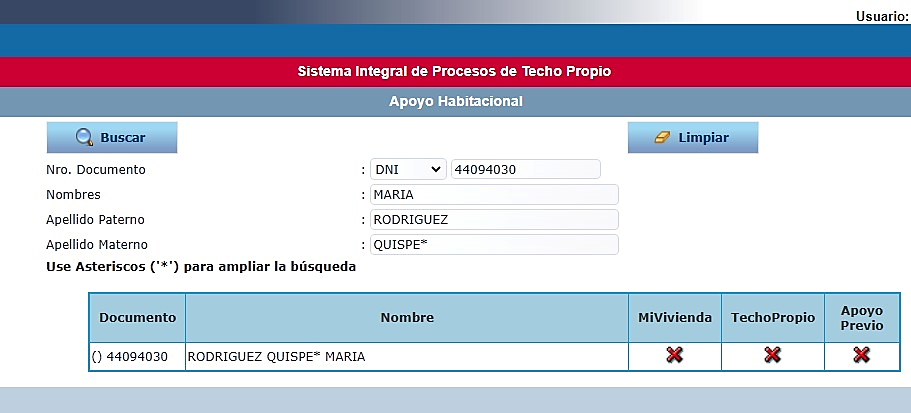 Usuario:
Sistema Integral de Procesos de Techo Propio
Apoyo Habitacional
Buscar Limpiar
Nro. Documento : DNI 44094030
Nombres : MARIA
Apellido Paterno : RODRIGUEZ
Apellido Materno : QUISPE*
Use Asteriscos ('*') para ampliar la búsqueda
Documento Nombre MiVivienda TechoPropio Apoyo Previo
() 44094030 RODRIGUEZ QUISPE* MARIA